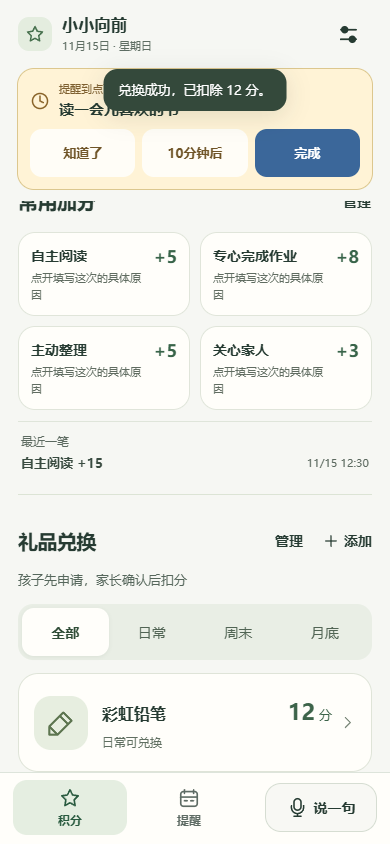 小小向前
11月15日 · 星期日
兑换成功，已扣除 12 分。
提醒到点
读一会儿喜欢的书
知道了
10分钟后
完成
常用加分
管理
自主阅读
+5
点开填写这次的具体原因
专心完成作业
+8
点开填写这次的具体原因
主动整理
+5
点开填写这次的具体原因
关心家人
+3
点开填写这次的具体原因
最近一笔
自主阅读 +15
11/15 12:30
礼品兑换
管理
添加
孩子先申请，家长确认后扣分
全部
日常
周末
月底
彩虹铅笔
12 分
日常可兑换
积分
提醒
说一句